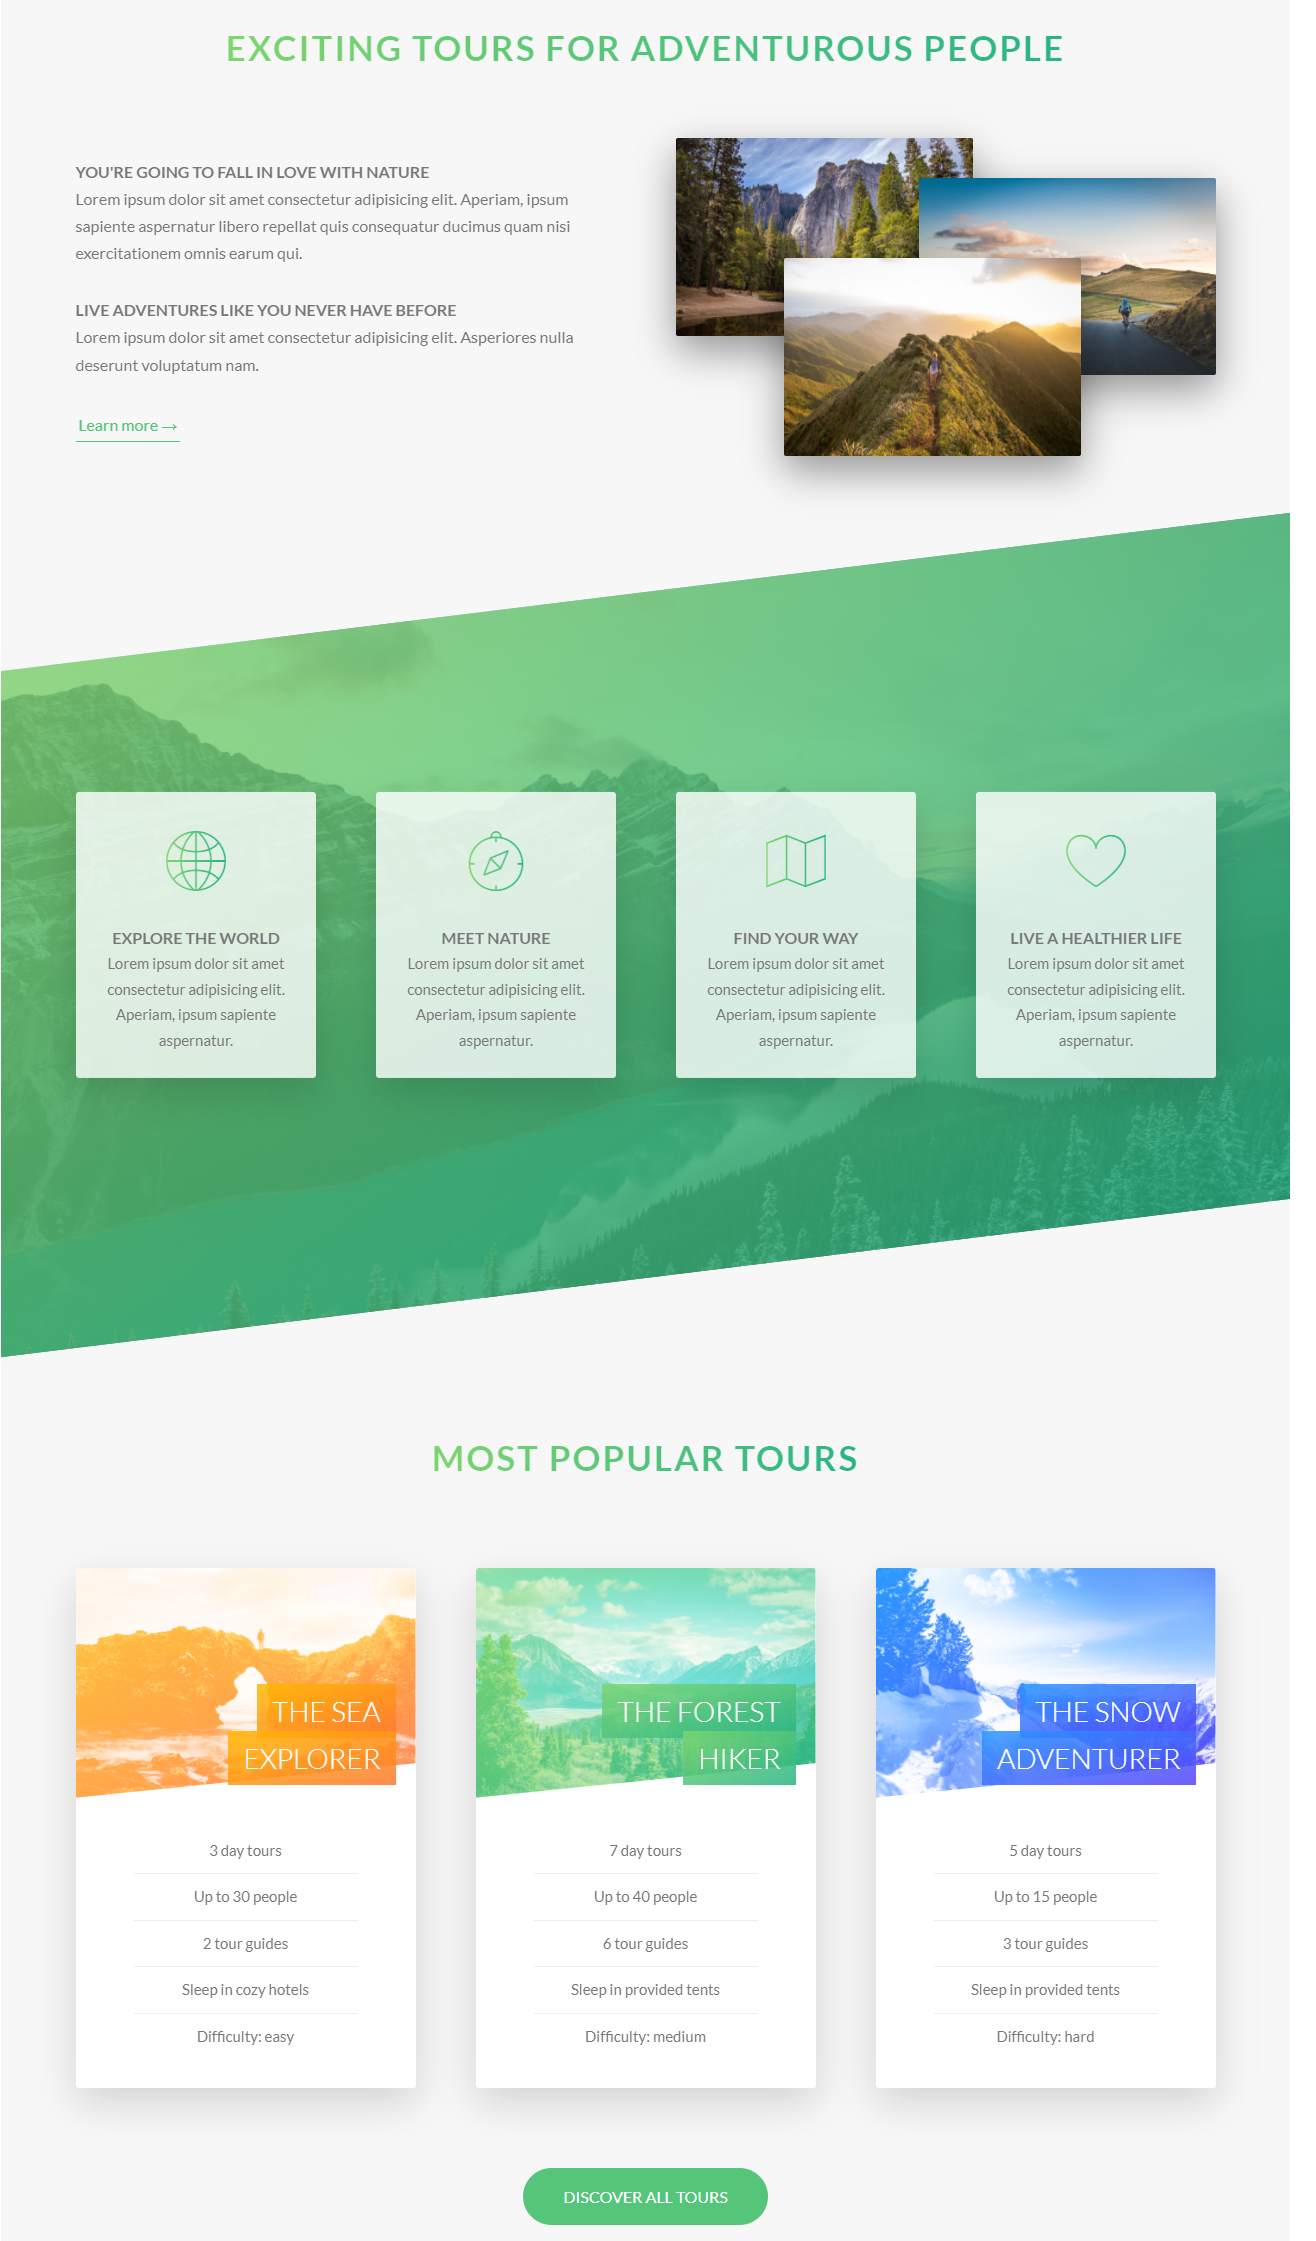 EXCITING TOURS FOR ADVENTUROUS PEOPLE
YOU'RE GOING TO FALL IN LOVE WITH NATURE
Lorem ipsum dolor sit amet consectetur adipisicing elit. Aperiam, ipsum
sapiente aspernatur libero repellat quis consequatur ducimus quam nisi
exercitationem omnis earum qui.
LIVE ADVENTURES LIKE YOU NEVER HAVE BEFORE
Lorem ipsum dolor sit amet consectetur adipisicing elit. Asperiores nulla
deserunt voluptatum nam.
Learn more →
EXPLORE THE WORLD
Lorem ipsum dolor sit amet
consectetur adipisicing elit.
Aperiam, ipsum sapiente
aspernatur.
MEET NATURE
Lorem ipsum dolor sit amet
consectetur adipisicing elit.
Aperiam, ipsum sapiente
aspernatur.
FIND YOUR WAY
Lorem ipsum dolor sit amet
consectetur adipisicing elit.
Aperiam, ipsum sapiente
aspernatur.
LIVE A HEALTHIER LIFE
Lorem ipsum dolor sit amet
consectetur adipisicing elit.
Aperiam, ipsum sapiente
aspernatur.
MOST POPULAR TOURS
THE SEA
EXPLORER
3 day tours
Up to 30 people
2 tour guides
Sleep in cozy hotels
Difficulty: easy
THE FOREST
HIKER
7 day tours
Up to 40 people
6 tour guides
Sleep in provided tents
Difficulty: medium
THE SNOW
ADVENTURER
5 day tours
Up to 15 people
3 tour guides
Sleep in provided tents
Difficulty: hard
DISCOVER ALL TOURS